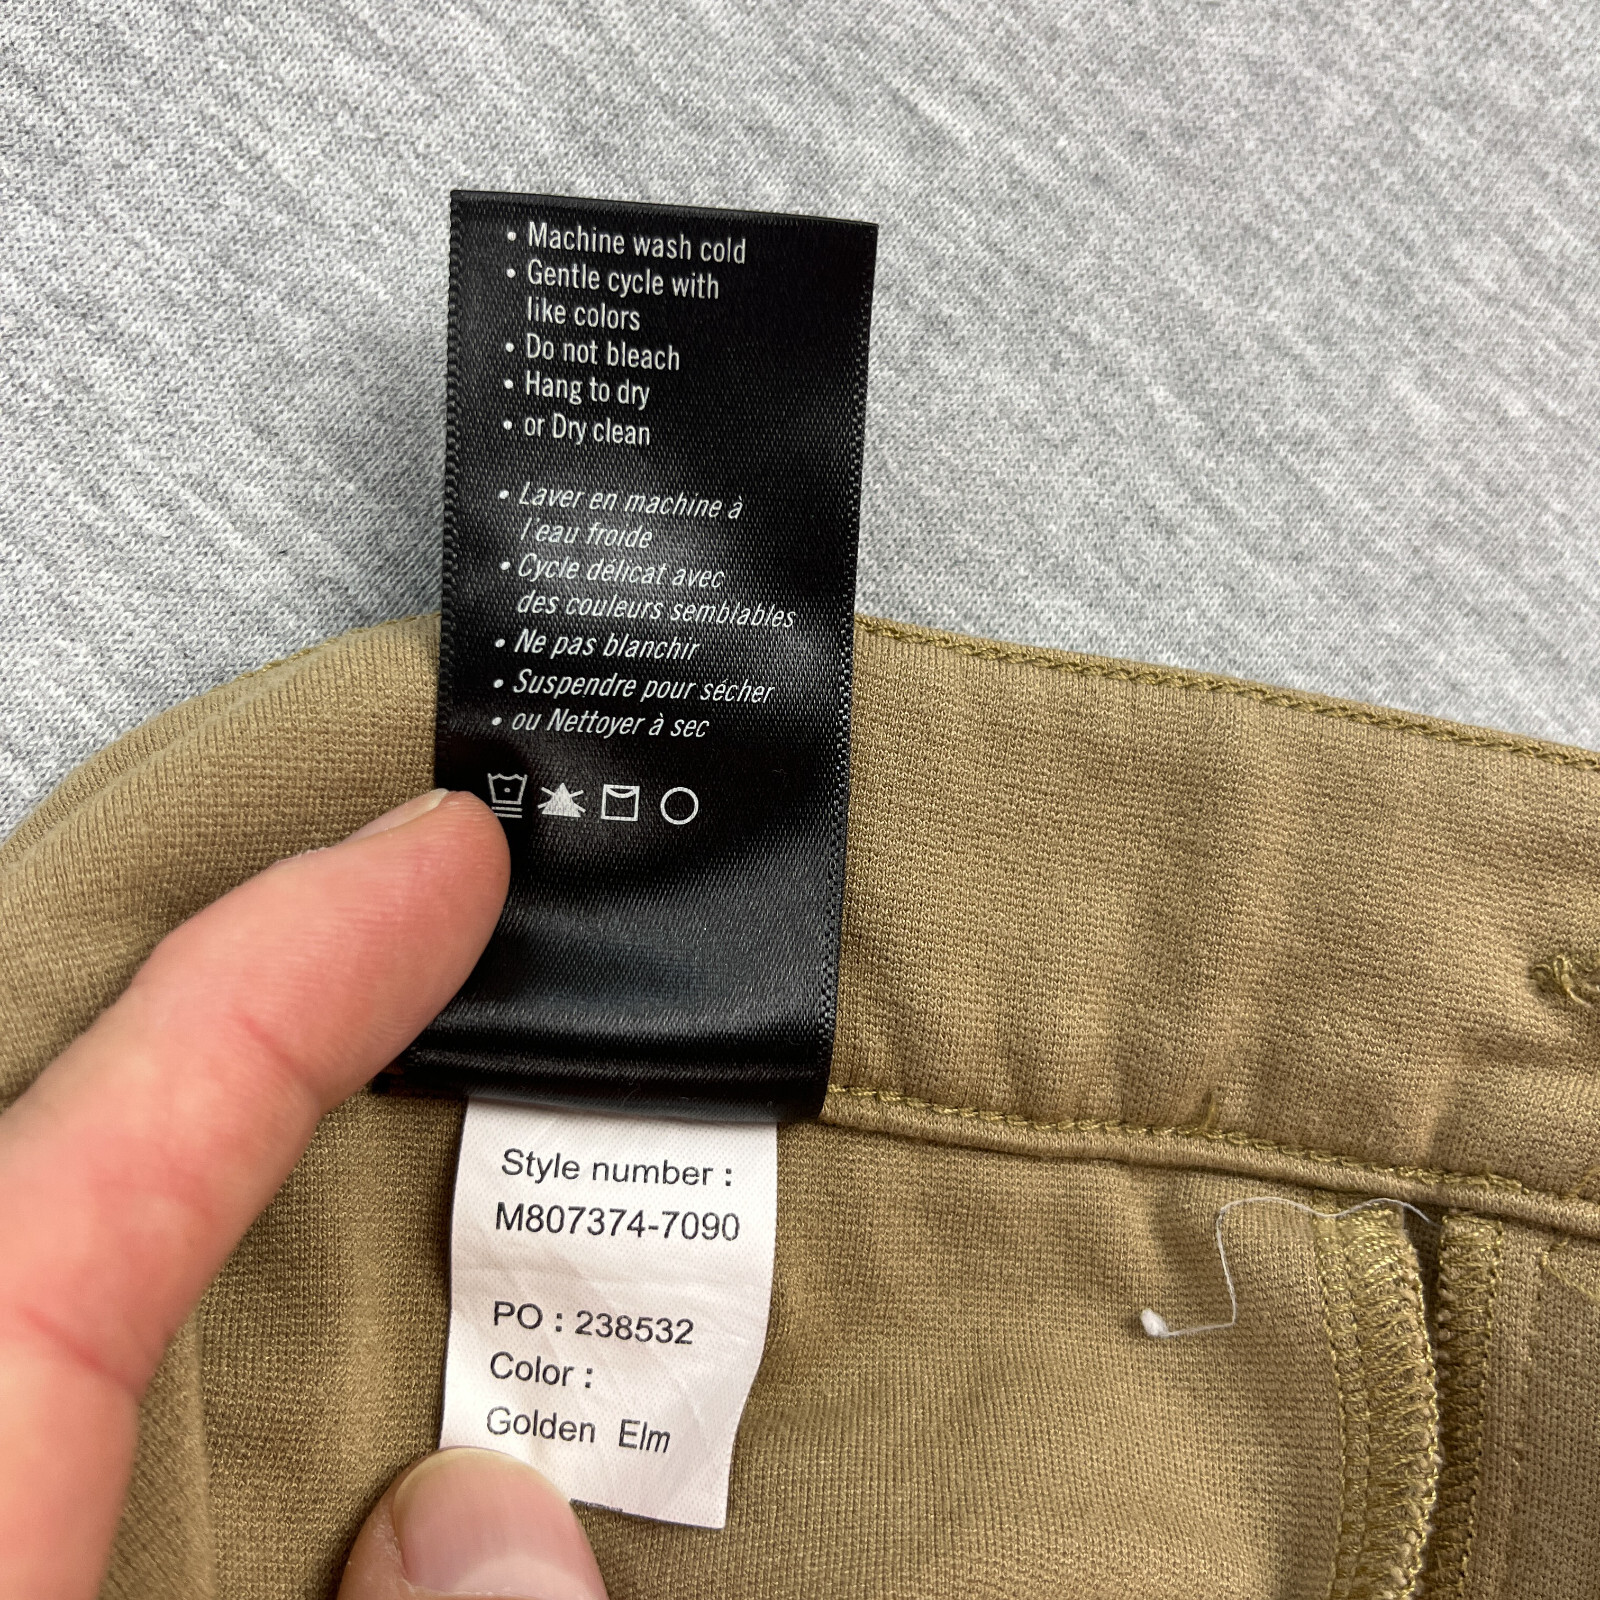 • Machine wash cold
• Gentle cycle with
like colors
• Do not bleach
• Hang to dry
• or Dry clean
• Laver en machine à
l'eau froide
• Cycle délicat avec
des couleurs semblables
• Ne pas blanchir
• Suspendre pour sécher
• ou Nettoyer à sec
Style number :
M807374-7090
PO : 238532
Color :
Golden Elm